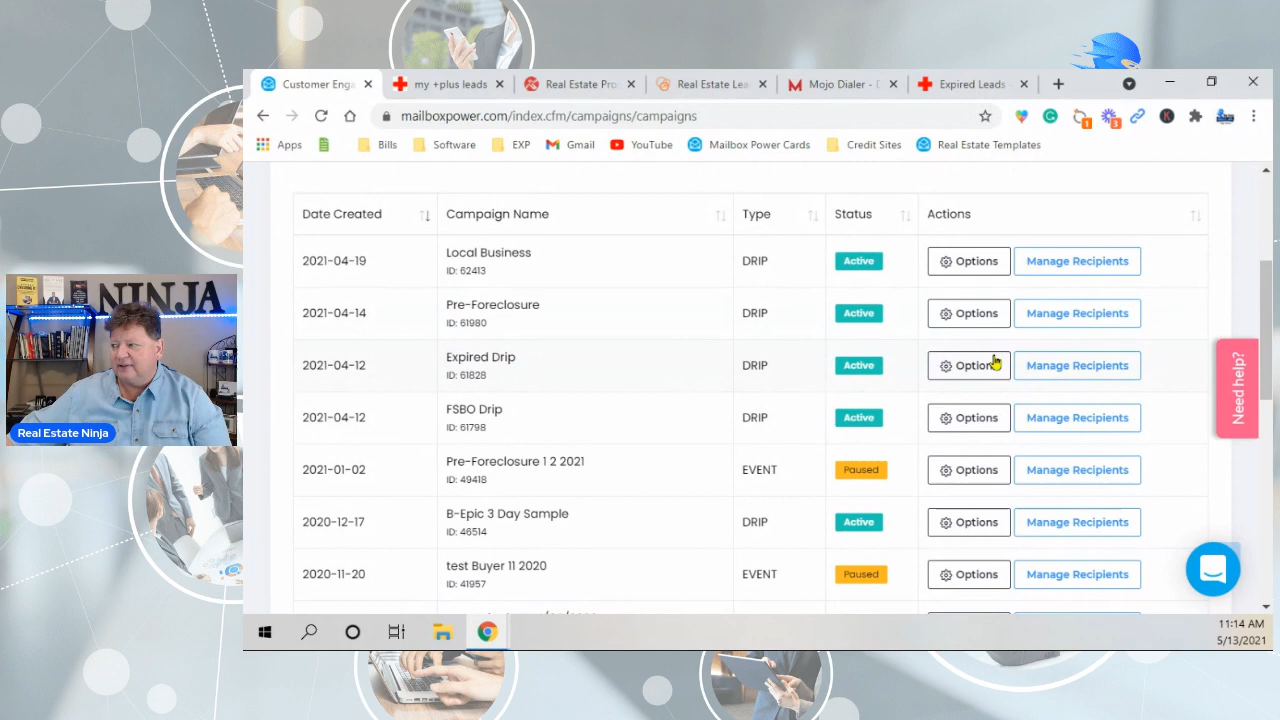 Customer Enga
my +plus leads
Real Estate Pro
Real Estate Lea
Mojo Dialer - D
Expired Leads -
mailboxpower.com/index.cfm/campaigns/campaigns
1
3
K
Apps
Bills
Software
EXP
Gmail
YouTube
Mailbox Power Cards
Credit Sites
Real Estate Templates
Date Created
Campaign Name
Type
Status
Actions
2021-04-19
Local Business
ID: 62413
DRIP
Active
Options
Manage Recipients
2021-04-14
Pre-Foreclosure
ID: 61980
DRIP
Active
Options
Manage Recipients
2021-04-12
Expired Drip
ID: 61828
DRIP
Active
Options
Manage Recipients
2021-04-12
FSBO Drip
ID: 61798
DRIP
Active
Options
Manage Recipients
2021-01-02
Pre-Foreclosure 1 2 2021
ID: 49418
EVENT
Paused
Options
Manage Recipients
2020-12-17
B-Epic 3 Day Sample
ID: 46514
DRIP
Active
Options
Manage Recipients
2020-11-20
test Buyer 11 2020
ID: 41957
EVENT
Paused
Options
Manage Recipients
Need help?
NINJA
Real Estate Ninja
11:14 AM
5/13/2021